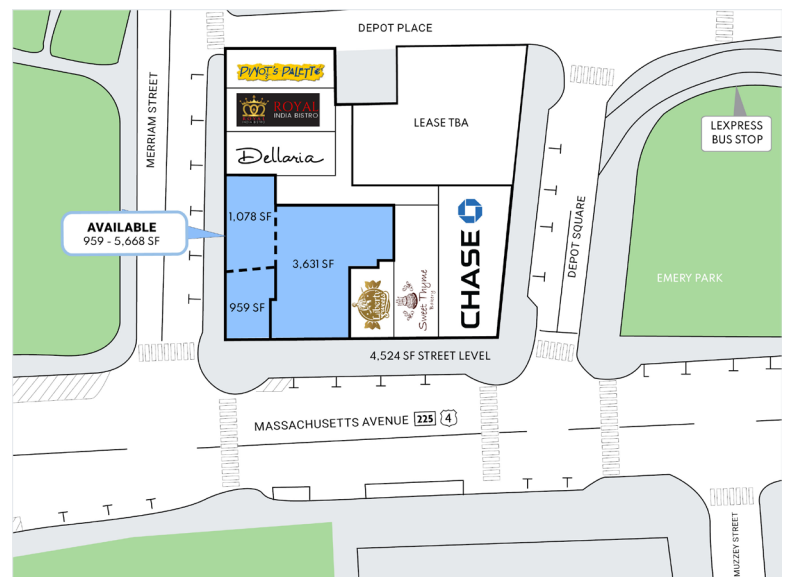 DEPOT PLACE
MERRIAM STREET
PINOT'S PALETTE
ROYAL
INDIA BISTRO
Dellaria
LEASE TBA
LEXPRESS
BUS STOP
DEPOT SQUARE
EMERY PARK
AVAILABLE
959 - 5,668 SF
1,078 SF
3,631 SF
959 SF
Sweet Thyme
Bakery
CHASE
4,524 SF STREET LEVEL
MASSACHUSETTS AVENUE 225 4
MUZZEY STREET